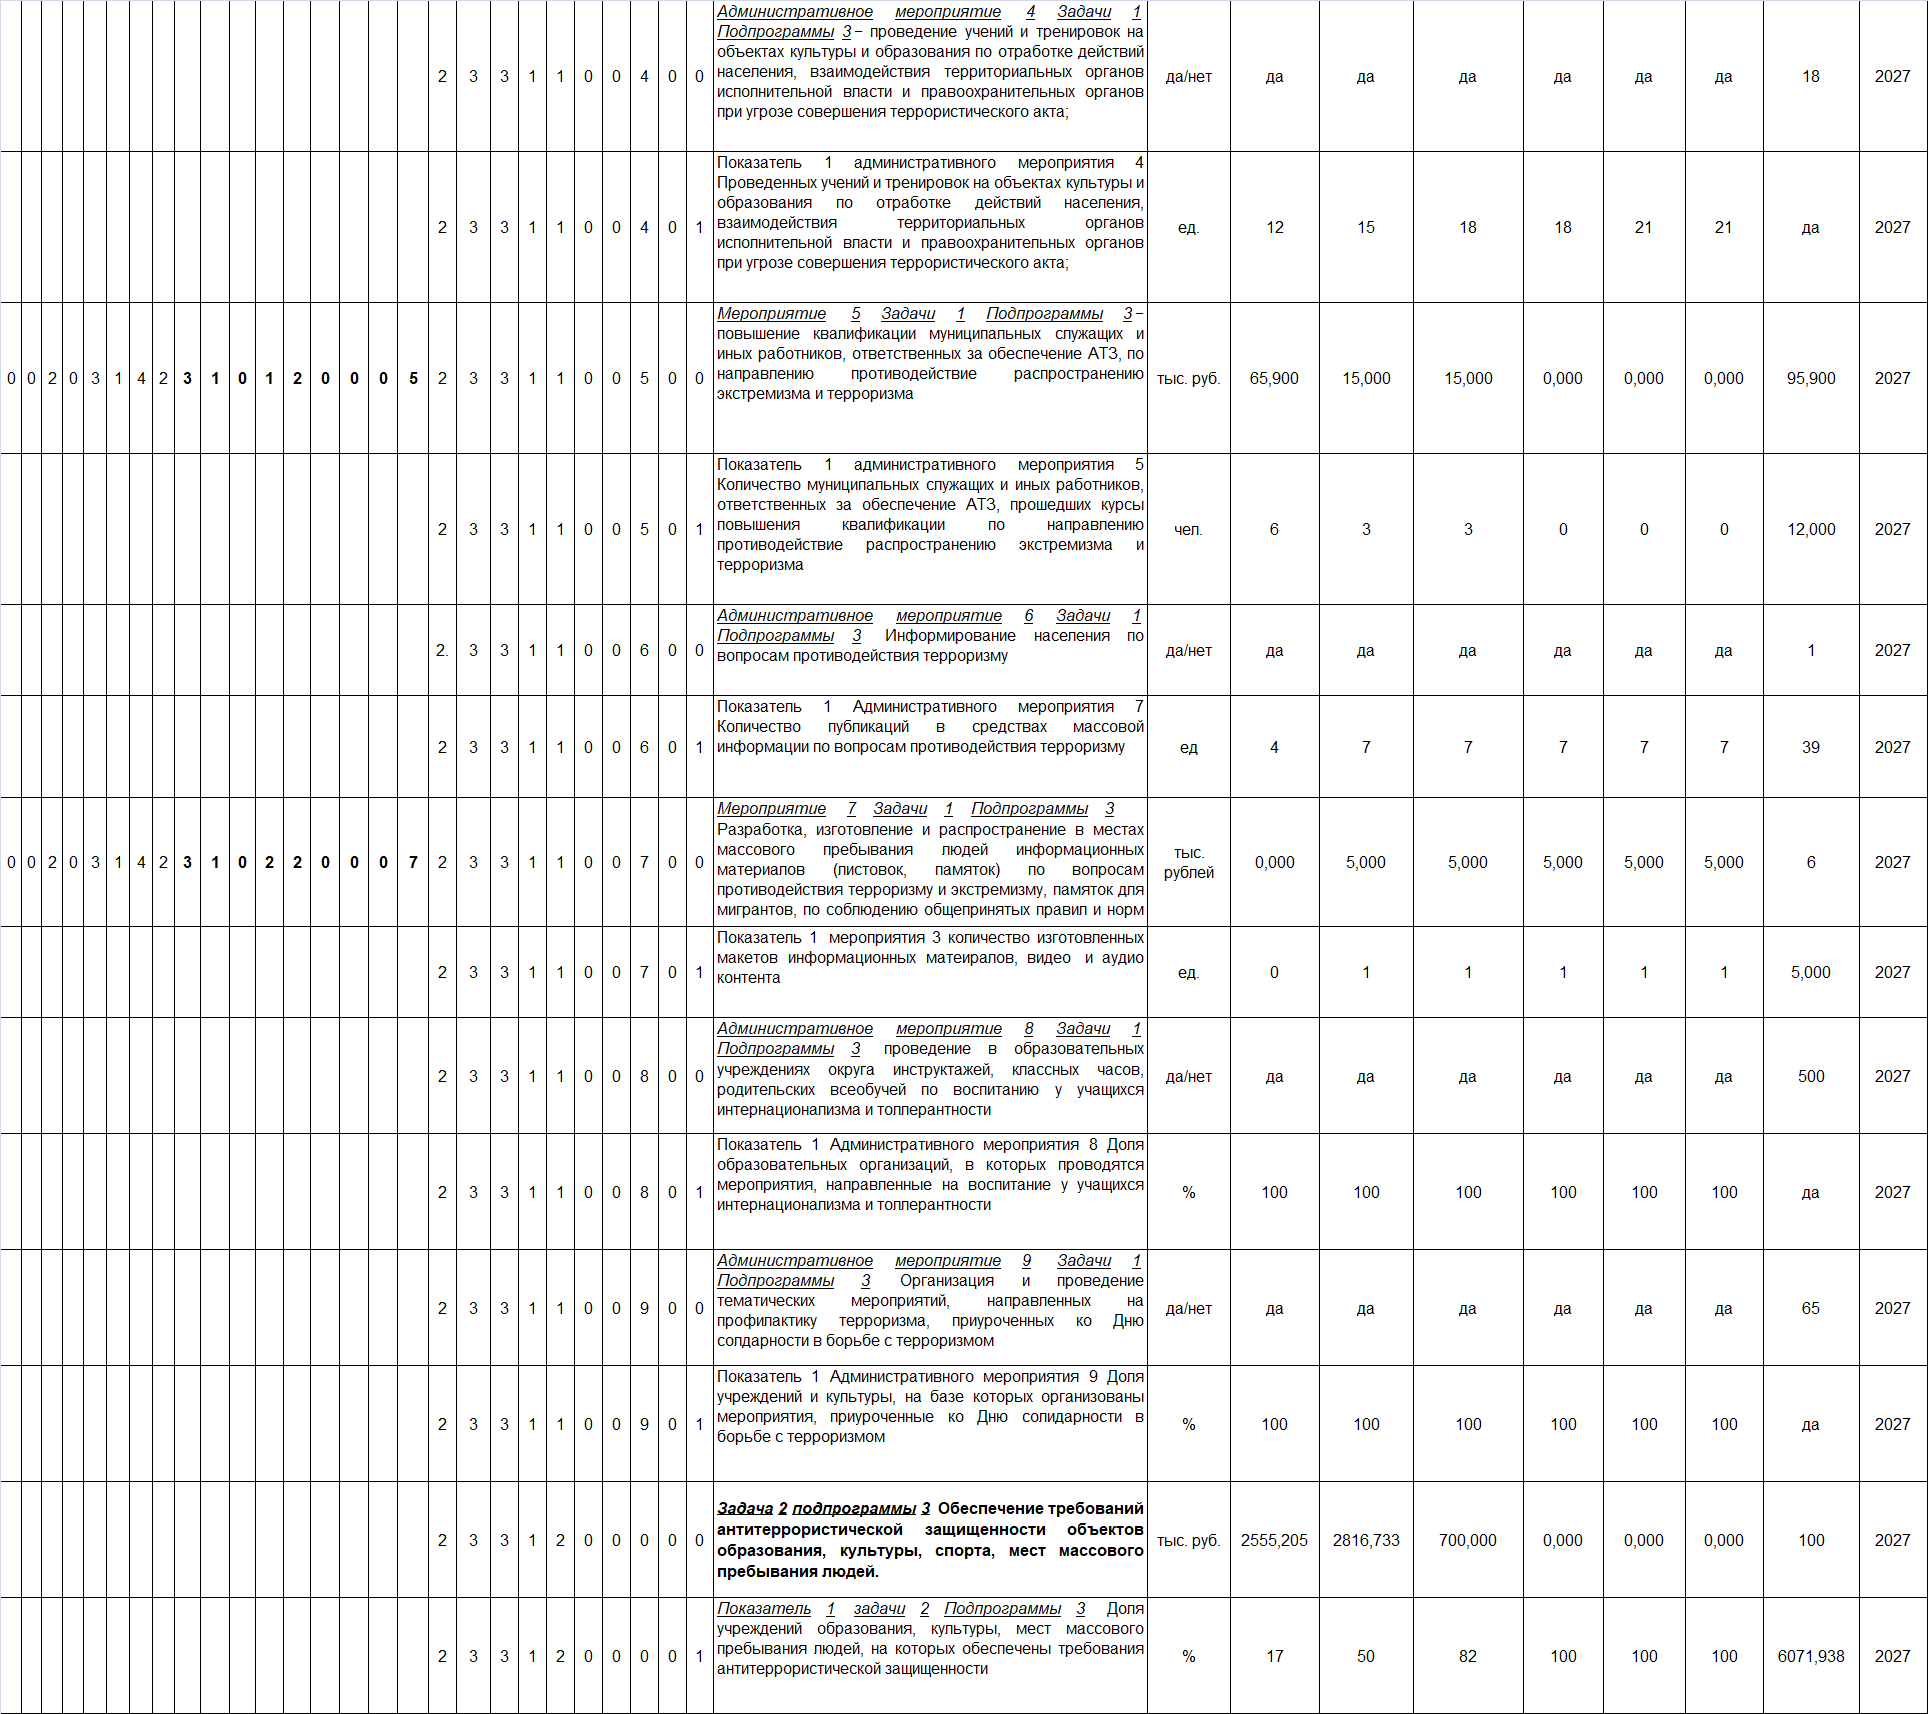 Административное мероприятие 4 Задачи 1
Подпрограммы 3 – проведение учений и тренировок на
объектах культуры и образования по отработке действий
населения, взаимодействия территориальных органов
исполнительной власти и правоохранительных органов
при угрозе совершения террористического акта;
2 3 3 1 1 0 0 4 0 0 да/нет да да да да да да 18 2027
Показатель 1 административного мероприятия 4
Проведенных учений и тренировок на объектах культуры и
образования по отработке действий населения,
взаимодействия территориальных органов
исполнительной власти и правоохранительных органов
при угрозе совершения террористического акта;
2 3 3 1 1 0 0 4 0 1 ед. 12 15 18 18 21 21 да 2027
Мероприятие 5 Задачи 1 Подпрограммы 3 –
повышение квалификации муниципальных служащих и
иных работников, ответственных за обеспечение АТЗ, по
направлению противодействие распространению
экстремизма и терроризма
0 0 2 0 3 1 4 2 3 1 0 1 2 0 0 0 5 2 3 3 1 1 0 0 5 0 0 тыс. руб. 65,900 15,000 15,000 0,000 0,000 0,000 95,900 2027
Показатель 1 административного мероприятия 5
Количество муниципальных служащих и иных работников,
ответственных за обеспечение АТЗ, прошедших курсы
повышения квалификации по направлению
противодействие распространению экстремизма и
терроризма
2 3 3 1 1 0 0 5 0 1 чел. 6 3 3 0 0 0 12,000 2027
Административное мероприятие 6 Задачи 1
Подпрограммы 3 Информирование населения по
вопросам противодействия терроризму
2. 3 3 1 1 0 0 6 0 0 да/нет да да да да да да 1 2027
Показатель 1 Административного мероприятия 7
Количество публикаций в средствах массовой
информации по вопросам противодействия терроризму
2 3 3 1 1 0 0 6 0 1 ед 4 7 7 7 7 7 39 2027
Мероприятие 7 Задачи 1 Подпрограммы 3
Разработка, изготовление и распространение в местах
массового пребывания людей информационных
материалов (листовок, памяток) по вопросам
противодействия терроризму и экстремизму, памяток для
мигрантов, по соблюдению общепринятых правил и норм
0 0 2 0 3 1 4 2 3 1 0 2 2 0 0 0 7 2 3 3 1 1 0 0 7 0 0 тыс. рублей 0,000 5,000 5,000 5,000 5,000 5,000 6 2027
Показатель 1 мероприятия 3 количество изготовленных
макетов информационных матеиралов, видео и аудио
контента
2 3 3 1 1 0 0 7 0 1 ед. 0 1 1 1 1 1 5,000 2027
Административное мероприятие 8 Задачи 1
Подпрограммы 3 проведение в образовательных
учреждениях округа инструктажей, классных часов,
родительских всеобучей по воспитанию у учащихся
интернационализма и толлерантности
2 3 3 1 1 0 0 8 0 0 да/нет да да да да да да 500 2027
Показатель 1 Административного мероприятия 8 Доля
образовательных организаций, в которых проводятся
мероприятия, направленные на воспитание у учащихся
интернационализма и толлерантности
2 3 3 1 1 0 0 8 0 1 % 100 100 100 100 100 100 да 2027
Административное мероприятие 9 Задачи 1
Подпрограммы 3 Организация и проведение
тематических мероприятий, направленных на
профилактику терроризма, приуроченных ко Дню
солдарности в борьбе с терроризмом
2 3 3 1 1 0 0 9 0 0 да/нет да да да да да да 65 2027
Показатель 1 Административного мероприятия 9 Доля
учреждений и культуры, на базе которых организованы
мероприятия, приуроченные ко Дню солидарности в
борьбе с терроризмом
2 3 3 1 1 0 0 9 0 1 % 100 100 100 100 100 100 да 2027
Задача 2 подпрограммы 3 Обеспечение требований
антитеррористической защищенности объектов
образования, культуры, спорта, мест массового
пребывания людей.
2 3 3 1 2 0 0 0 0 0 тыс. руб. 2555,205 2816,733 700,000 0,000 0,000 0,000 100 2027
Показатель 1 задачи 2 Подпрограммы 3 Доля
учреждений образования, культуры, мест массового
пребывания людей, на которых обеспечены требования
антитеррористической защищенности
2 3 3 1 2 0 0 0 0 1 % 17 50 82 100 100 100 6071,938 2027